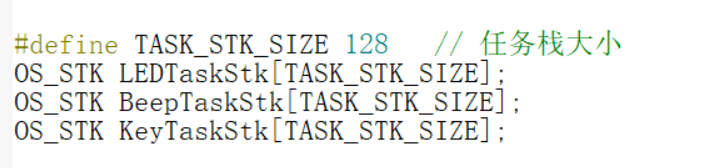 #define TASK_STK_SIZE 128   // 任务栈大小
OS_STK LEDTaskStk[TASK_STK_SIZE];
OS_STK BeepTaskStk[TASK_STK_SIZE];
OS_STK KeyTaskStk[TASK_STK_SIZE];